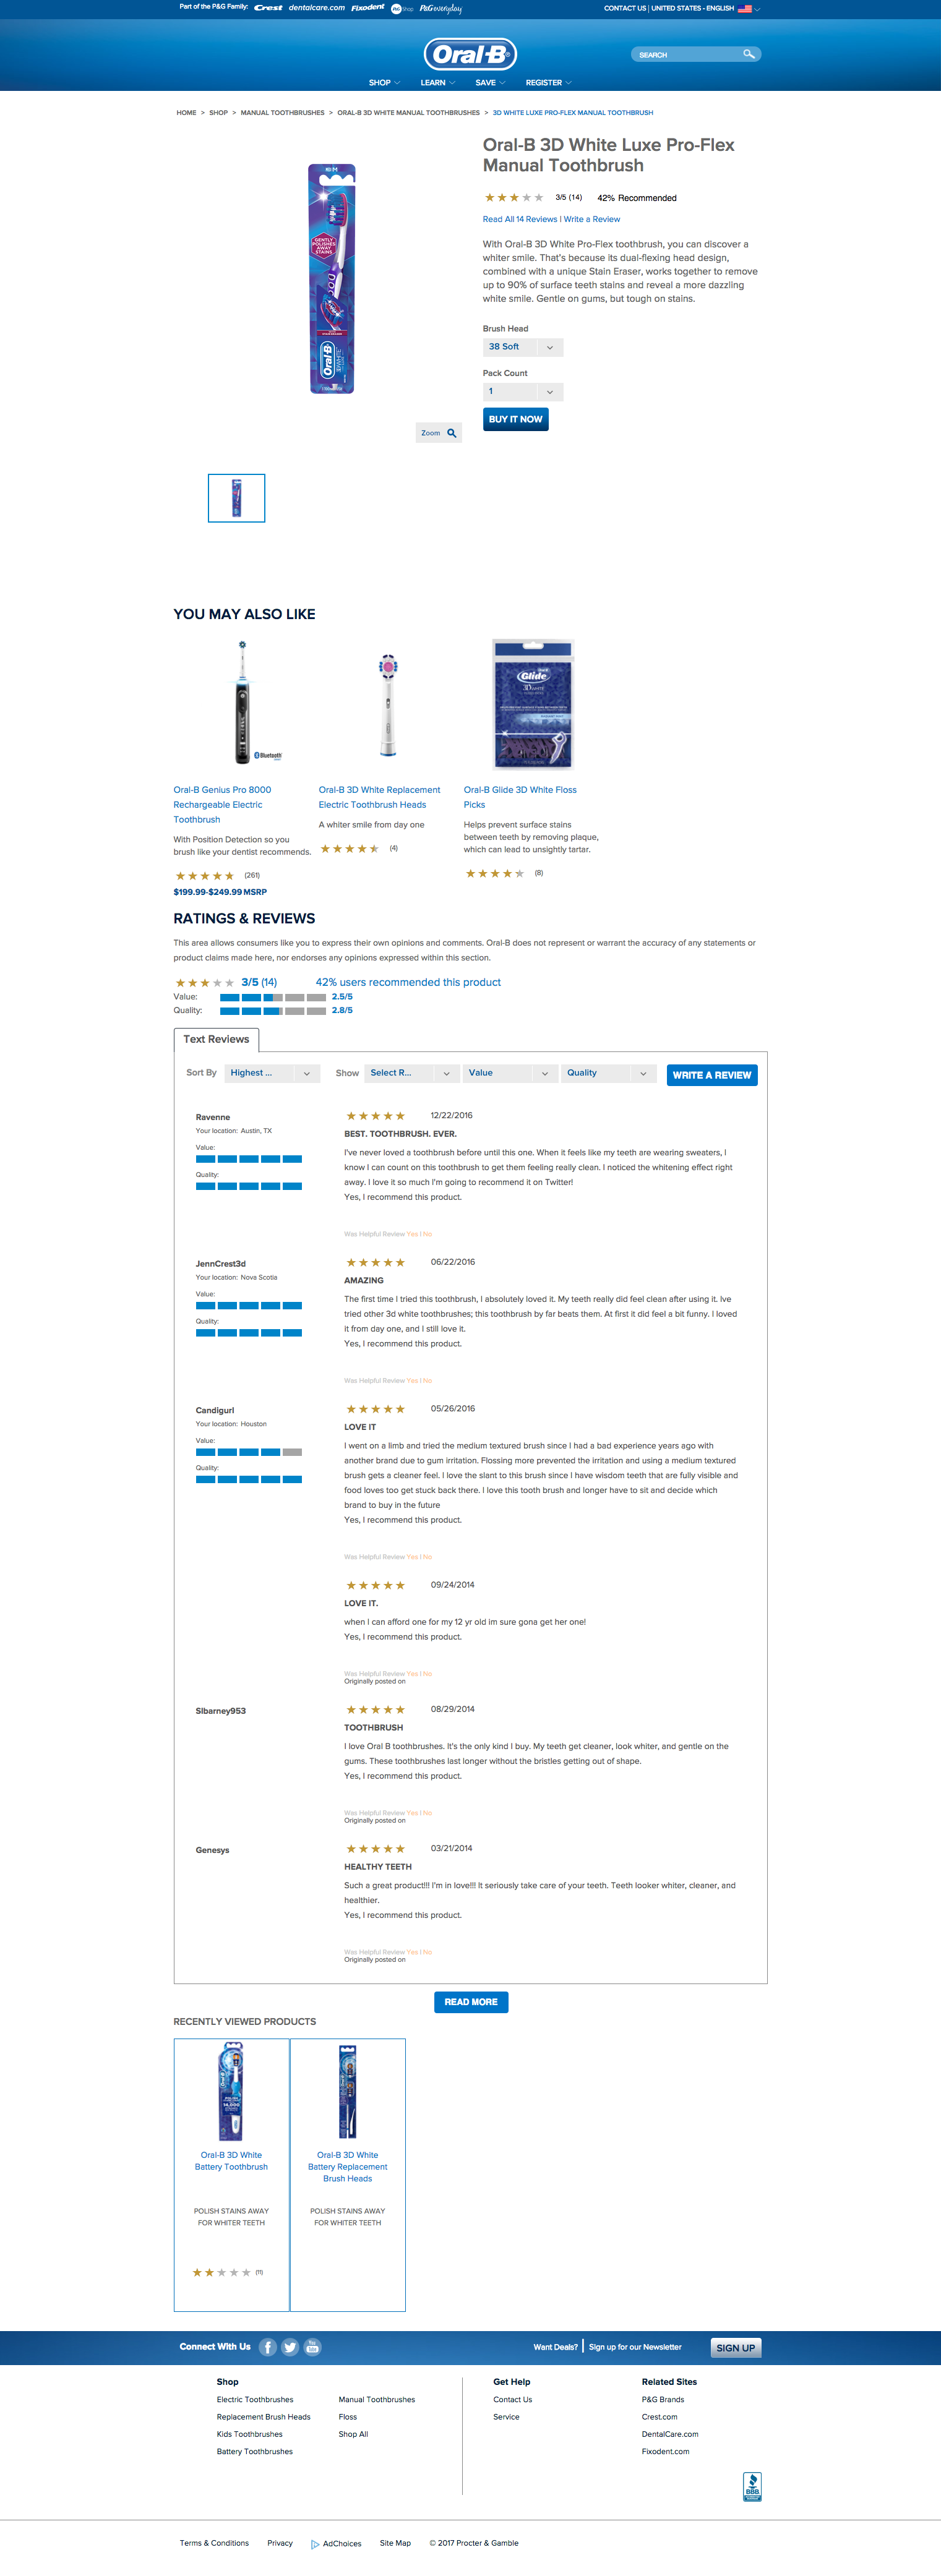 Part of the P&G Family: Crest dentalcare.com Fixodent P&G Shop P&G everyday
CONTACT US | UNITED STATES - ENGLISH
Oral-B
SEARCH
SHOP LEARN SAVE REGISTER
HOME > SHOP > MANUAL TOOTHBRUSHES > ORAL-B 3D WHITE MANUAL TOOTHBRUSHES > 3D WHITE LUXE PRO-FLEX MANUAL TOOTHBRUSH
Oral-B 3D White Luxe Pro-Flex
Manual Toothbrush
3/5 (14) 42% Recommended
Read All 14 Reviews | Write a Review
With Oral-B 3D White Pro-Flex toothbrush, you can discover a
whiter smile. That's because its dual-flexing head design,
combined with a unique Stain Eraser, works together to remove
up to 90% of surface teeth stains and reveal a more dazzling
white smile. Gentle on gums, but tough on stains.
GENTLY
POLISHES
AWAY
STAINS
Oral-B
Brush Head
38 Soft
Pack Count
1
BUY IT NOW
Zoom
YOU MAY ALSO LIKE
Bluetooth
Glide
3D WHITE
Oral-B Genius Pro 8000
Rechargeable Electric
Toothbrush
With Position Detection so you
brush like your dentist recommends.
(261)
$199.99-$249.99 MSRP
Oral-B 3D White Replacement
Electric Toothbrush Heads
A whiter smile from day one
(4)
Oral-B Glide 3D White Floss
Picks
Helps prevent surface stains
between teeth by removing plaque,
which can lead to unsightly tartar.
(8)
RATINGS & REVIEWS
This area allows consumers like you to express their own opinions and comments. Oral-B does not represent or warrant the accuracy of any statements or
product claims made here, nor endorses any opinions expressed within this section.
3/5 (14) 42% users recommended this product
Value: 2.5/5
Quality: 2.8/5
Text Reviews
Sort By Highest ... Show Select R... Value Quality WRITE A REVIEW
Ravenne
Your location: Austin, TX
Value:
Quality:
12/22/2016
BEST. TOOTHBRUSH. EVER.
I've never loved a toothbrush before until this one. When it feels like my teeth are wearing sweaters, I
know I can count on this toothbrush to get them feeling really clean. I noticed the whitening effect right
away. I love it so much I'm going to recommend it on Twitter!
Yes, I recommend this product.
Was Helpful Review Yes | No
JennCrest3d
Your location: Nova Scotia
Value:
Quality:
06/22/2016
AMAZING
The first time I tried this toothbrush, I absolutely loved it. My teeth really did feel clean after using it. Ive
tried other 3d white toothbrushes; this toothbrush by far beats them. At first it did feel a bit funny. I loved
it from day one, and I still love it.
Yes, I recommend this product.
Was Helpful Review Yes | No
Candigurl
Your location: Houston
Value:
Quality:
05/26/2016
LOVE IT
I went on a limb and tried the medium textured brush since I had a bad experience years ago with
another brand due to gum irritation. Flossing more prevented the irritation and using a medium textured
brush gets a cleaner feel. I love the slant to this brush since I have wisdom teeth that are fully visible and
food loves too get stuck back there. I love this tooth brush and longer have to sit and decide which
brand to buy in the future
Yes, I recommend this product.
Was Helpful Review Yes | No
09/24/2014
LOVE IT.
when I can afford one for my 12 yr old im sure gona get her one!
Yes, I recommend this product.
Was Helpful Review Yes | No
Originally posted on
Slbarney953
08/29/2014
TOOTHBRUSH
I love Oral B toothbrushes. It's the only kind I buy. My teeth get cleaner, look whiter, and gentle on the
gums. These toothbrushes last longer without the bristles getting out of shape.
Yes, I recommend this product.
Was Helpful Review Yes | No
Originally posted on
Genesys
03/21/2014
HEALTHY TEETH
Such a great product!!! I'm in love!!! It seriously take care of your teeth. Teeth looker whiter, cleaner, and
healthier.
Yes, I recommend this product.
Was Helpful Review Yes | No
Originally posted on
READ MORE
RECENTLY VIEWED PRODUCTS
Oral-B 3D White
Battery Toothbrush
POLISH STAINS AWAY
FOR WHITER TEETH
(11)
Oral-B 3D White
Battery Replacement
Brush Heads
POLISH STAINS AWAY
FOR WHITER TEETH
Connect With Us
You
Tube
Want Deals? | Sign up for our Newsletter SIGN UP
Shop
Electric Toothbrushes
Replacement Brush Heads
Kids Toothbrushes
Battery Toothbrushes
Manual Toothbrushes
Floss
Shop All
Get Help
Contact Us
Service
Related Sites
P&G Brands
Crest.com
DentalCare.com
Fixodent.com
BBB
Terms & Conditions Privacy AdChoices Site Map © 2017 Procter & Gamble